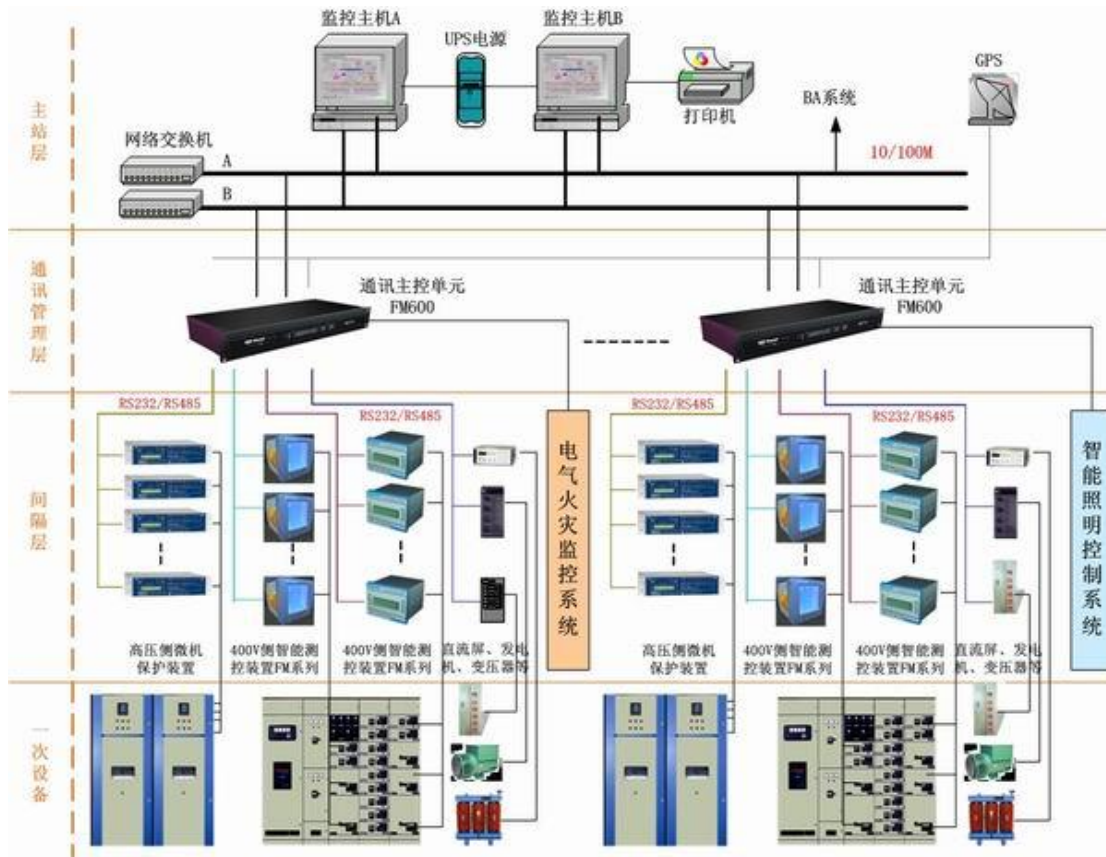 监控主机A
监控主机B
UPS电源
GPS
打印机
BA系统
主站层
网络交换机
A
10/100M
B
通讯管理层
通讯主控单元
FM600
通讯主控单元
FM600
RS232/RS485
RS232/RS485
RS232/RS485
RS232/RS485
间隔层
电气火灾监控系统
智能照明控制系统
高压侧微机
保护装置
400V侧智能测
控装置FM系列
400V侧智能测
控装置FM系列
直流屏、发电
机、变压器等
高压侧微机
保护装置
400V侧智能测
控装置FM系列
400V侧智能测
控装置FM系列
直流屏、发电
机、变压器等
一次设备